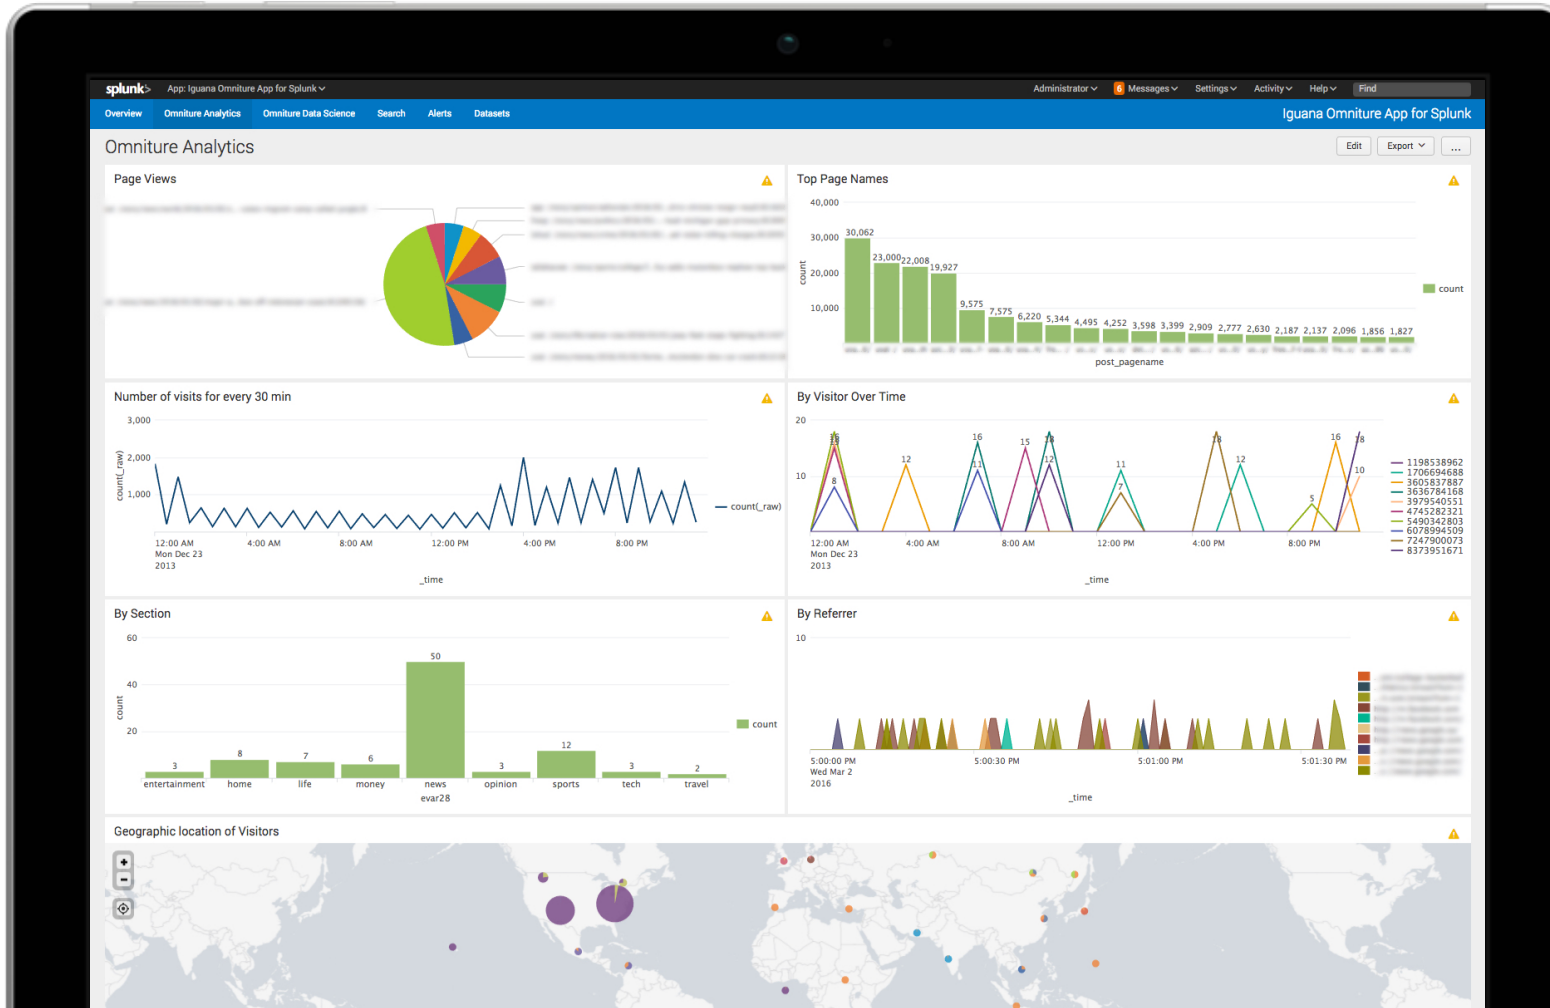 splunk> App: Iguana Omniture App for Splunk Administrator 6 Messages Settings Activity Help Find
Overview Omniture Analytics Omniture Data Science Search Alerts Datasets Iguana Omniture App for Splunk
Omniture Analytics Edit Export ...
Page Views
Top Page Names
40,000
30,000
20,000
10,000
count
30,062 23,000 22,008 19,927 9,575 7,575 6,220 5,344 4,495 4,252 3,598 3,399 2,909 2,777 2,630 2,187 2,137 2,096 1,856 1,827
post_pagename
count
Number of visits for every 30 min
3,000
2,000
1,000
count(_raw)
count(_raw)
12:00 AM 4:00 AM 8:00 AM 12:00 PM 4:00 PM 8:00 PM
Mon Dec 23
2013
_time
By Visitor Over Time
20
10
8 12 16 11 15 18 12 11 7 18 12 5 16 18 10
1198538962
1706694688
3605837887
3636784168
3979540551
4745282321
5490342803
6078994509
7247900073
8373951671
12:00 AM 4:00 AM 8:00 AM 12:00 PM 4:00 PM 8:00 PM
Mon Dec 23
2013
_time
By Section
60
40
20
count
3 8 7 6 50 3 12 3 2
entertainment home life money news opinion sports tech travel
evar28
count
By Referrer
10
5:00:00 PM 5:00:30 PM 5:01:00 PM 5:01:30 PM
Wed Mar 2
2016
_time
Geographic location of Visitors
+
−